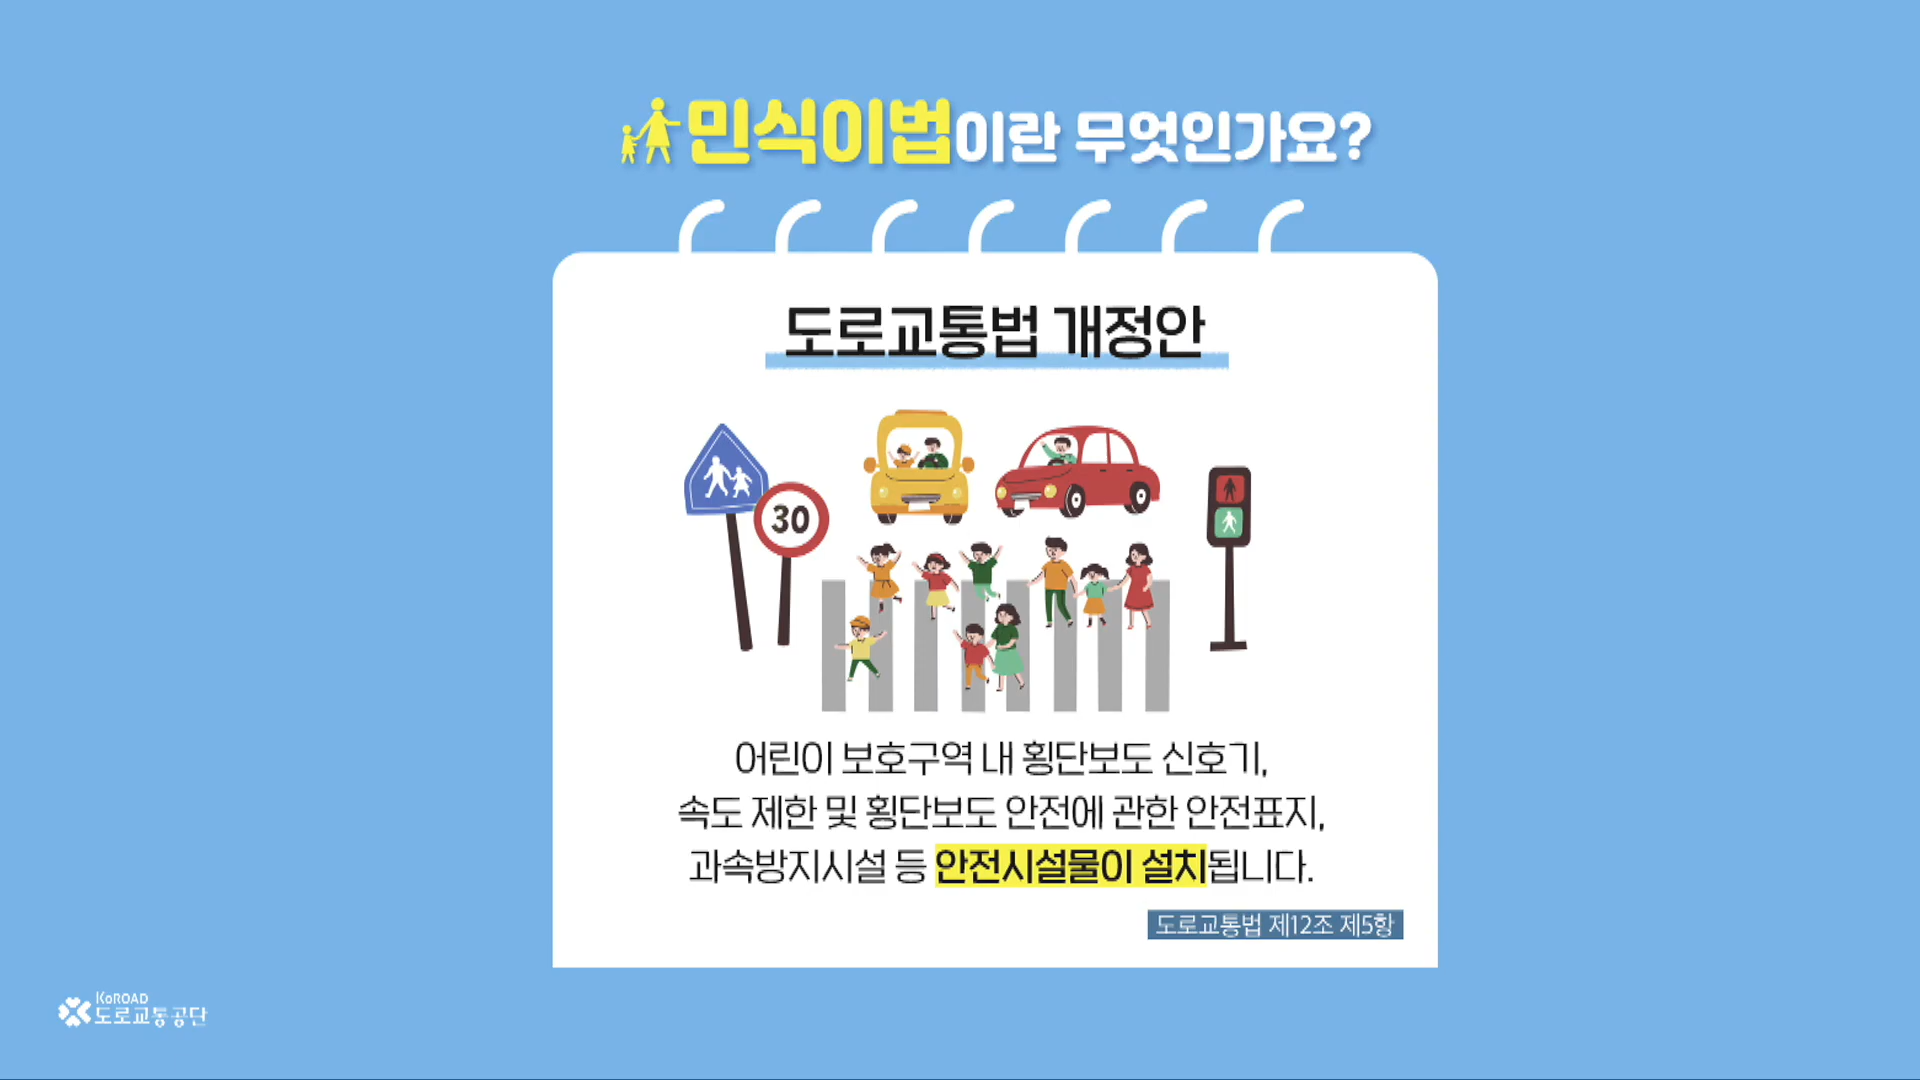 민식이법이란 무엇인가요?
도로교통법 개정안
30
어린이 보호구역 내 횡단보도 신호기,
속도 제한 및 횡단보도 안전에 관한 안전표지,
과속방지시설 등 안전시설물이 설치됩니다.
도로교통법 제12조 제5항
KoROAD
도로교통공단